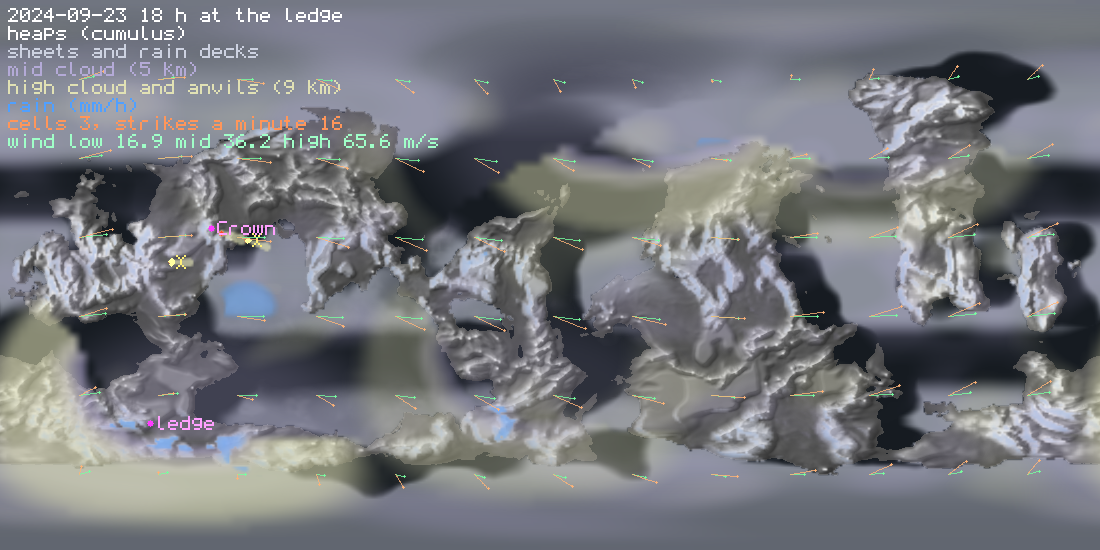 2024-09-23 18 h at the ledge
heaPs (cumulus)
sheets and rain decks
mid cloud (5 km)
high cloud and anvils (9 km)
rain (mm/h)
cells 3, strikes a minute 16
wind low 16.9 mid 36.2 high 65.6 m/s
Crown
ledge